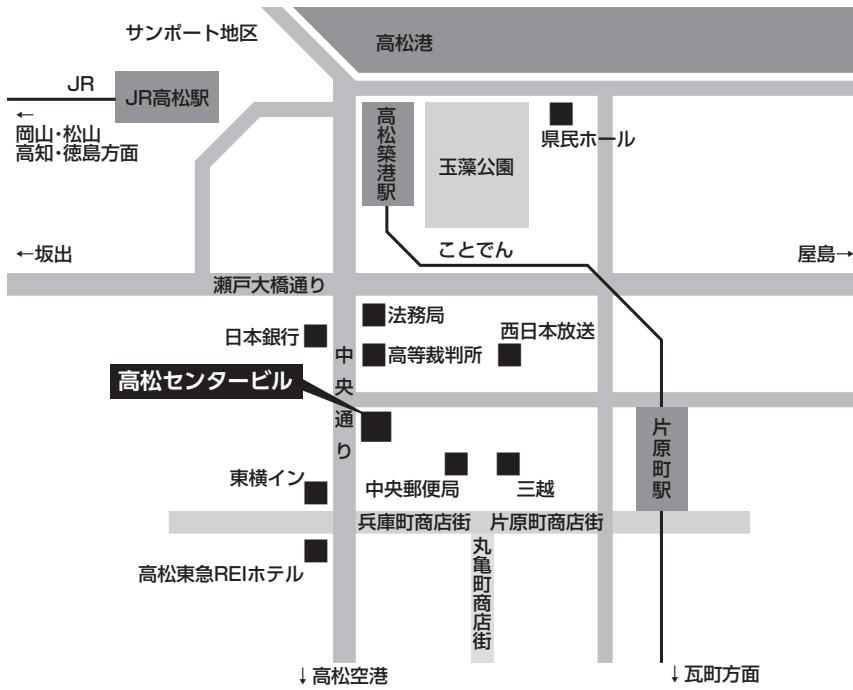 サンポート地区
高松港
JR
JR高松駅
←
岡山・松山
高知・徳島方面
高松築港駅
玉藻公園
県民ホール
←坂出
ことでん
屋島→
瀬戸大橋通り
法務局
日本銀行
西日本放送
高等裁判所
中央通り
高松センタービル
片原町駅
東横イン
中央郵便局
三越
兵庫町商店街
片原町商店街
丸亀町商店街
高松東急REIホテル
↓高松空港
↓瓦町方面